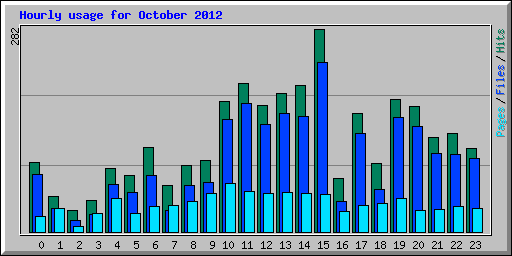 Hourly usage for October 2012
282
Pages/Files/Hits
0 1 2 3 4 5 6 7 8 9 10 11 12 13 14 15 16 17 18 19 20 21 22 23